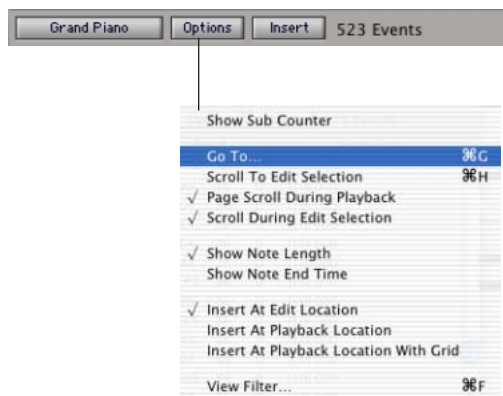 Grand Piano Options Insert 523 Events
Show Sub Counter
Go To... ⌘G
Scroll To Edit Selection ⌘H
√ Page Scroll During Playback
√ Scroll During Edit Selection
√ Show Note Length
Show Note End Time
√ Insert At Edit Location
Insert At Playback Location
Insert At Playback Location With Grid
View Filter... ⌘F